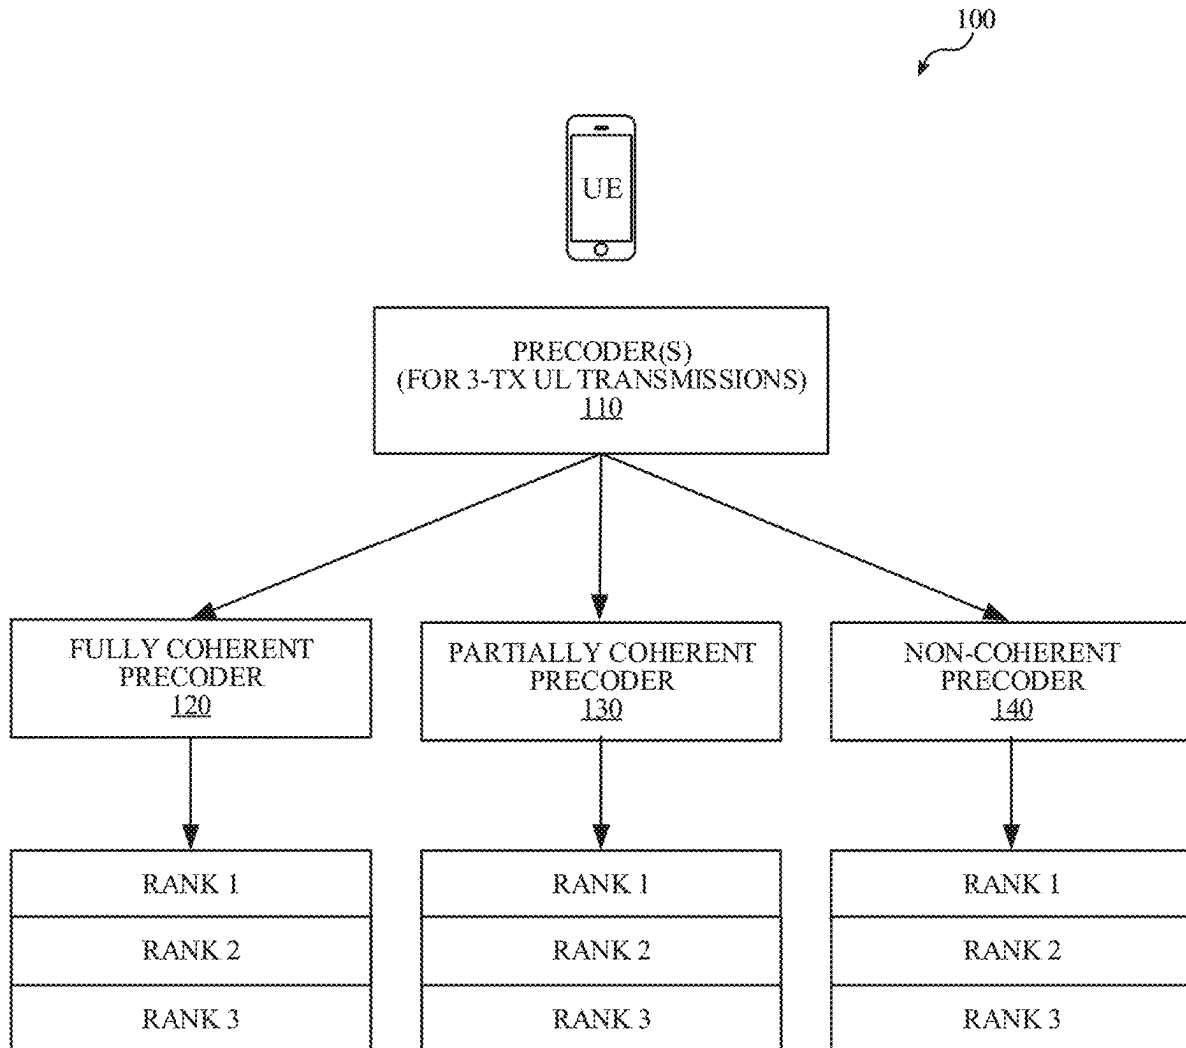 100
UE
PRECODER(S)
(FOR 3-TX UL TRANSMISSIONS)
110
FULLY COHERENT
PRECODER
120
PARTIALLY COHERENT
PRECODER
130
NON-COHERENT
PRECODER
140
RANK 1
RANK 2
RANK 3
RANK 1
RANK 2
RANK 3
RANK 1
RANK 2
RANK 3